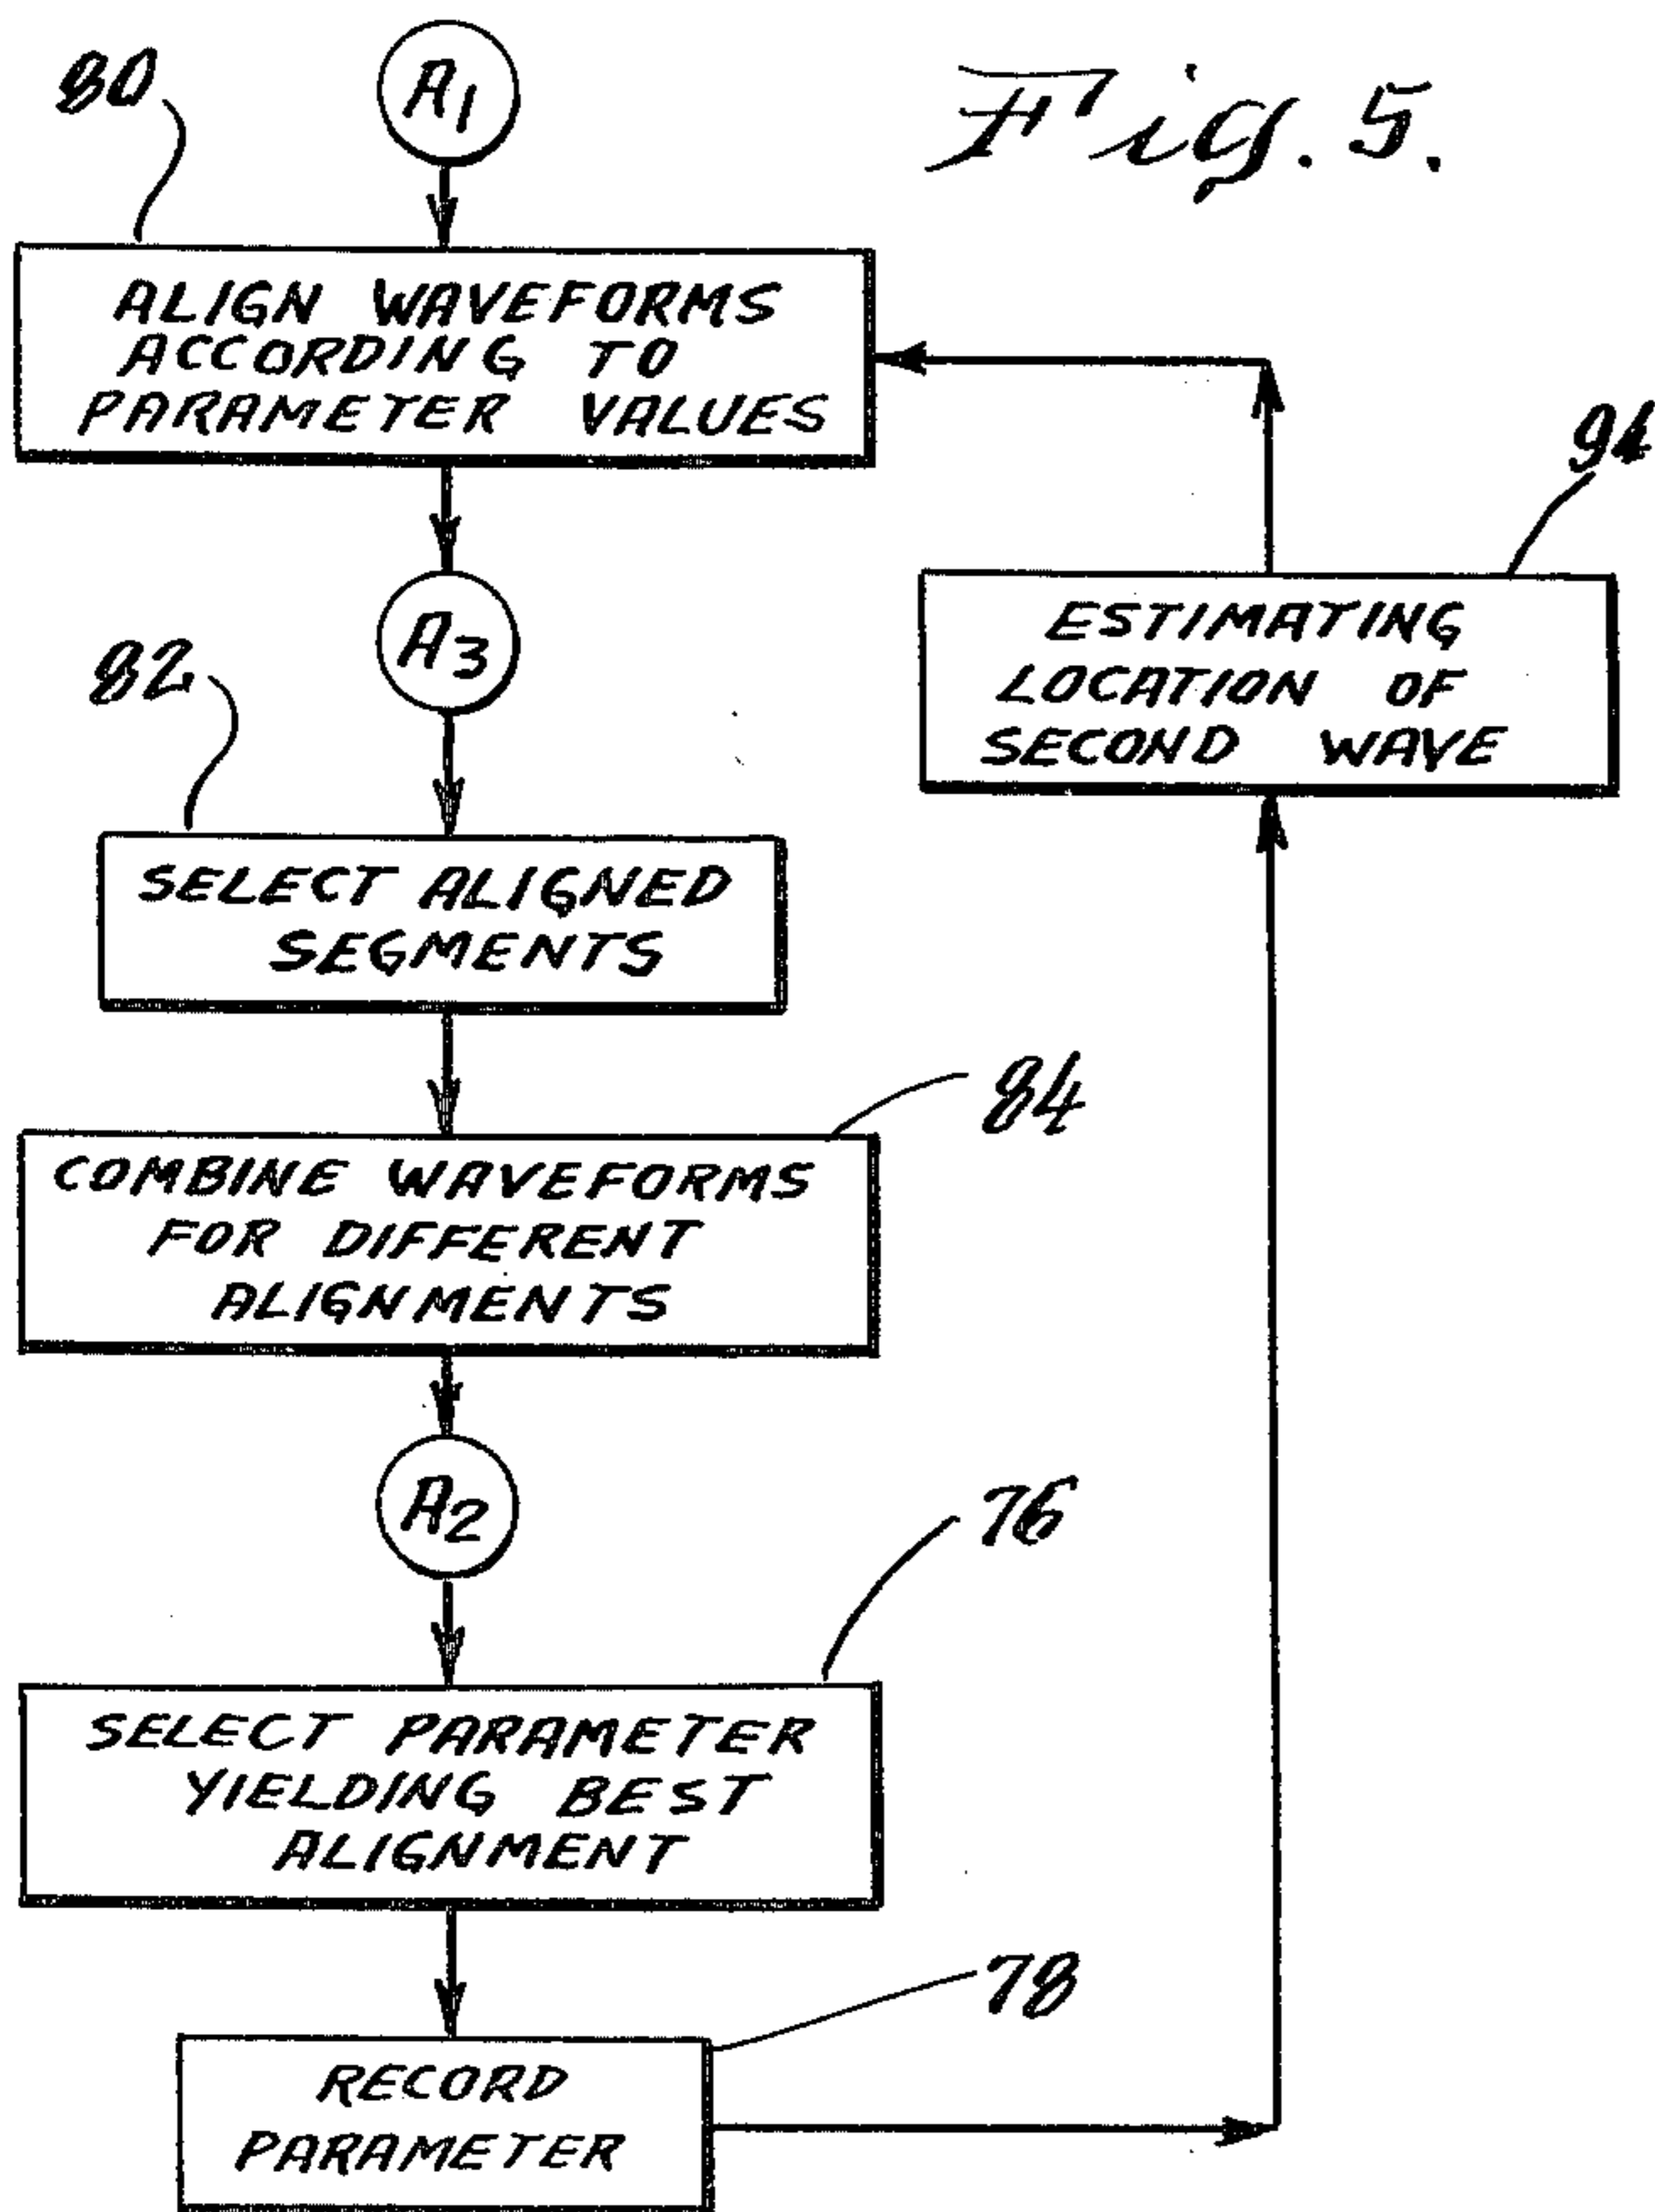 Fig. 5.
80
A1
ALIGN WAVEFORMS
ACCORDING TO
PARAMETER VALUES
94
ESTIMATING
LOCATION OF
SECOND WAVE
A3
82
SELECT ALIGNED
SEGMENTS
84
COMBINE WAVEFORMS
FOR DIFFERENT
ALIGNMENTS
A2
76
SELECT PARAMETER
YIELDING BEST
ALIGNMENT
78
RECORD
PARAMETER